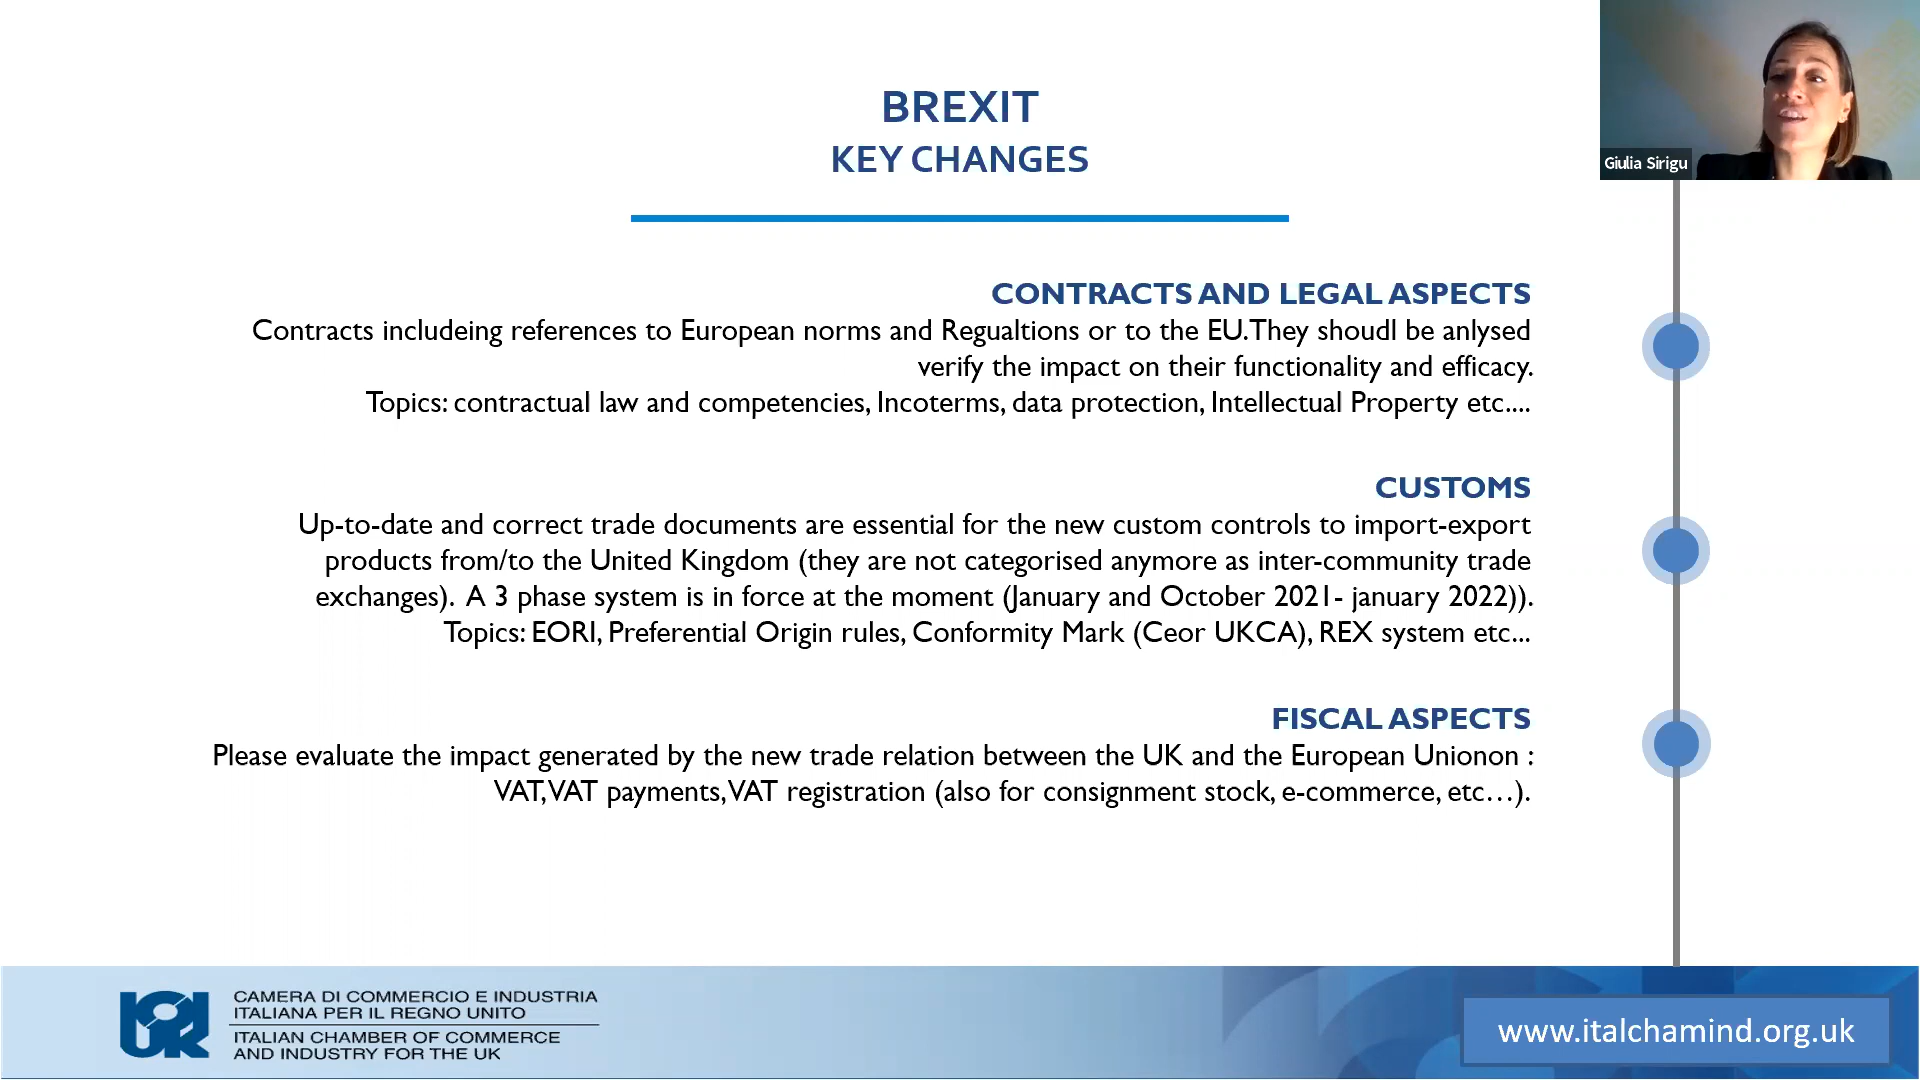 BREXIT
KEY CHANGES
Giulia Sirigu
CONTRACTS AND LEGAL ASPECTS
Contracts includeing references to European norms and Regualtions or to the EU. They shoudl be anlysed
verify the impact on their functionality and efficacy.
Topics: contractual law and competencies, Incoterms, data protection, Intellectual Property etc....
CUSTOMS
Up-to-date and correct trade documents are essential for the new custom controls to import-export
products from/to the United Kingdom (they are not categorised anymore as inter-community trade
exchanges). A 3 phase system is in force at the moment (January and October 2021- january 2022)).
Topics: EORI, Preferential Origin rules, Conformity Mark (Ceor UKCA), REX system etc...
FISCAL ASPECTS
Please evaluate the impact generated by the new trade relation between the UK and the European Unionon :
VAT, VAT payments, VAT registration (also for consignment stock, e-commerce, etc...).
CAMERA DI COMMERCIO E INDUSTRIA
ITALIANA PER IL REGNO UNITO
ITALIAN CHAMBER OF COMMERCE
AND INDUSTRY FOR THE UK
www.italchamind.org.uk